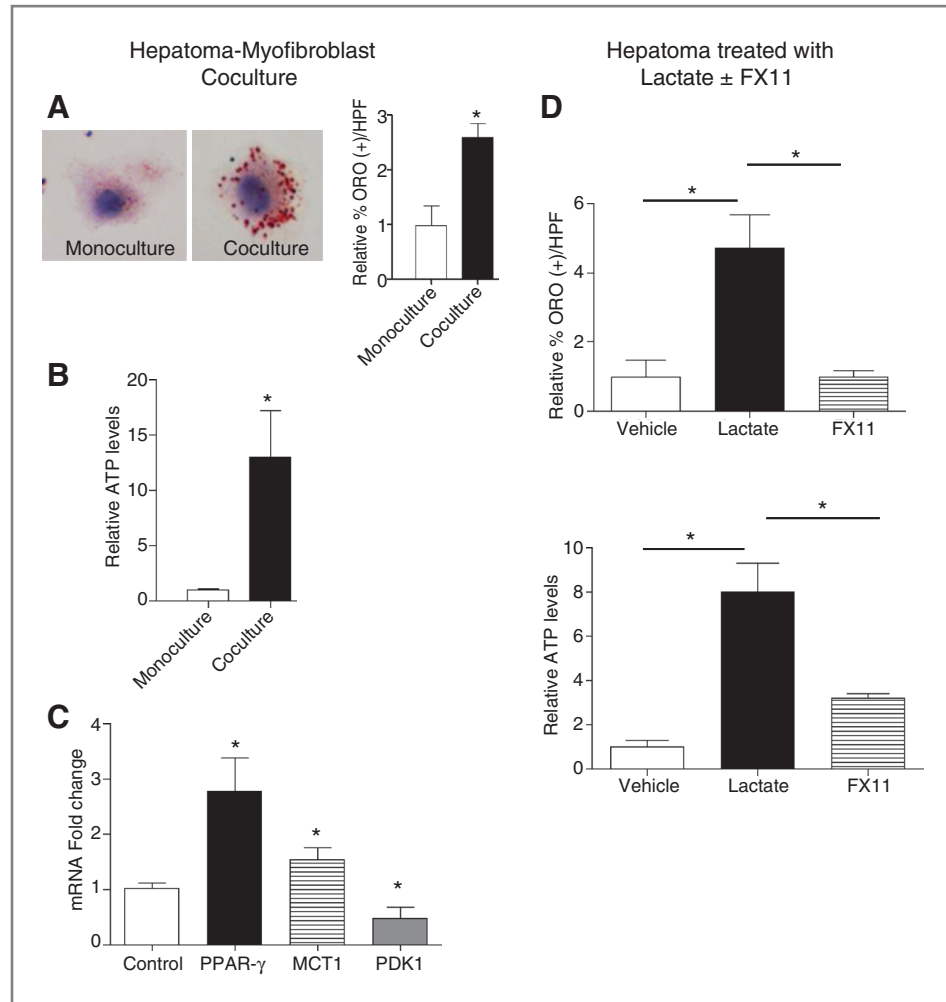 Hepatoma-Myofibroblast
Coculture
A
Monoculture
Coculture
Relative % ORO (+)/HPF
3
2
1
0
*
Monoculture
Coculture
B
Relative ATP levels
20
15
10
5
0
*
Monoculture
Coculture
C
mRNA Fold change
4
3
2
1
0
*
*
*
Control
PPAR-γ
MCT1
PDK1
Hepatoma treated with
Lactate ± FX11
D
Relative % ORO (+)/HPF
6
4
2
0
*
*
Vehicle
Lactate
FX11
Relative ATP levels
10
8
6
4
2
0
*
*
Vehicle
Lactate
FX11